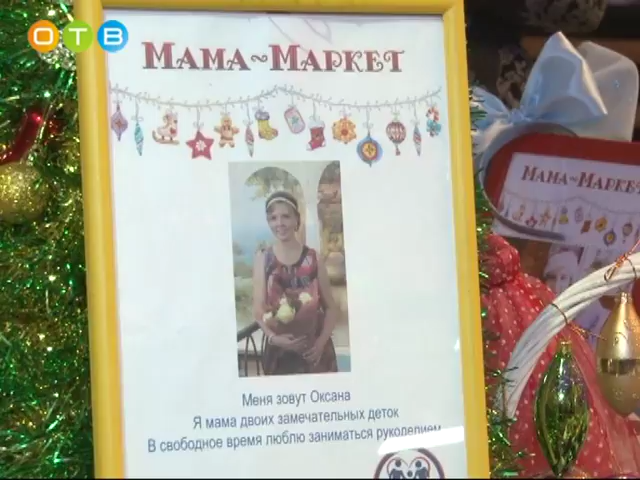 ОТВ
МАМА~МАРКЕТ
МАМА~МАРКЕТ
Меня зовут Оксана
Я мама двоих замечательных деток
В свободное время люблю заниматься рукоделием